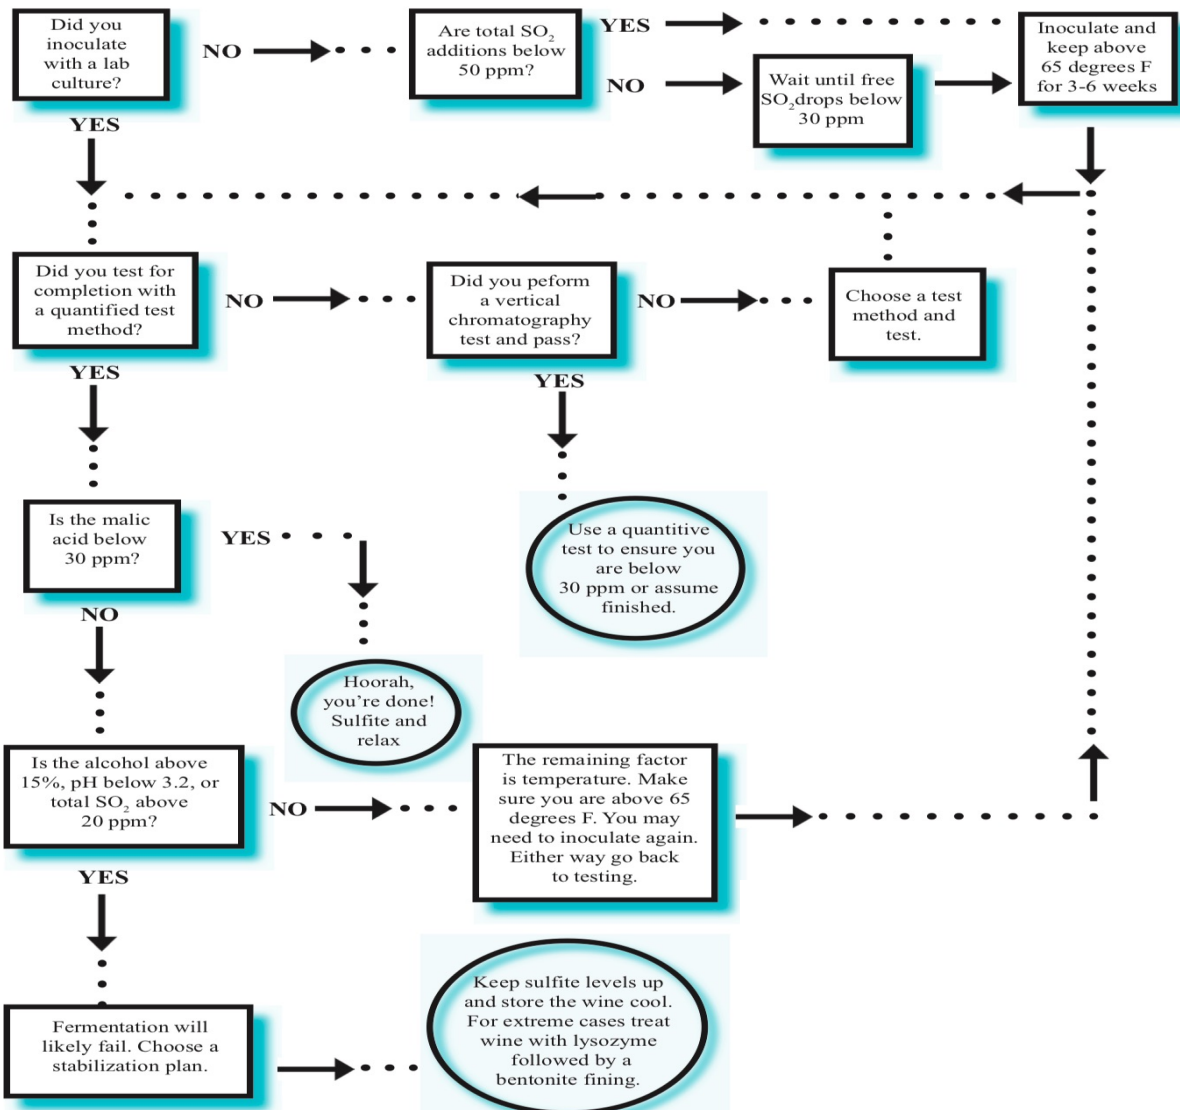 Did you
inoculate
with a lab
culture?
NO
Are total SO₂
additions below
50 ppm?
YES
NO
Wait until free
SO₂drops below
30 ppm
Inoculate and
keep above
65 degrees F
for 3-6 weeks
YES
Did you test for
completion with
a quantified test
method?
NO
Did you peform
a vertical
chromatography
test and pass?
NO
Choose a test
method and
test.
YES
YES
Is the malic
acid below
30 ppm?
YES
Use a quantitive
test to ensure you
are below
30 ppm or assume
finished.
NO
Hoorah,
you’re done!
Sulfite and
relax
Is the alcohol above
15%, pH below 3.2, or
total SO₂ above
20 ppm?
NO
The remaining factor
is temperature. Make
sure you are above 65
degrees F. You may
need to inoculate again.
Either way go back
to testing.
YES
Fermentation will
likely fail. Choose a
stabilization plan.
Keep sulfite levels up
and store the wine cool.
For extreme cases treat
wine with lysozyme
followed by a
bentonite fining.